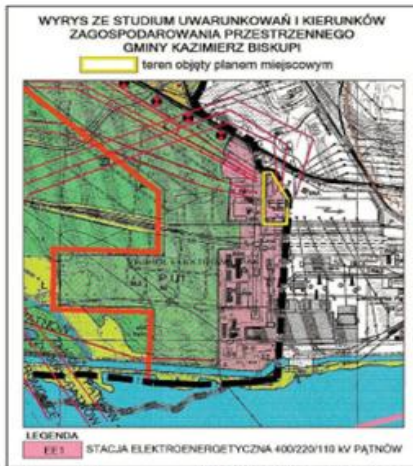 WYRYS ZE STUDIUM UWARUNKOWAŃ I KIERUNKÓW
ZAGOSPODAROWANIA PRZESTRZENNEGO
GMINY KAZIMIERZ BISKUPI
teren objęty planem miejscowym
LEGENDA
EE1 STACJA ELEKTROENERGETYCZNA 400/220/110 kV PĄTNÓW